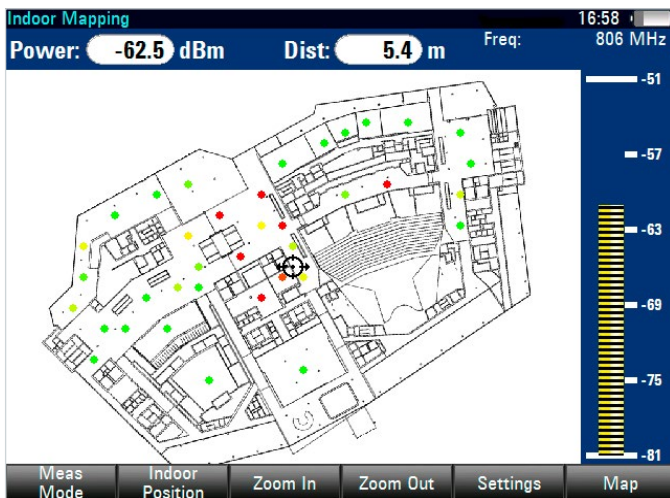 Indoor Mapping 16:58
Power: -62.5 dBm Dist: 5.4 m Freq: 806 MHz
-51
-57
-63
-69
-75
-81
Meas Mode Indoor Position Zoom In Zoom Out Settings Map